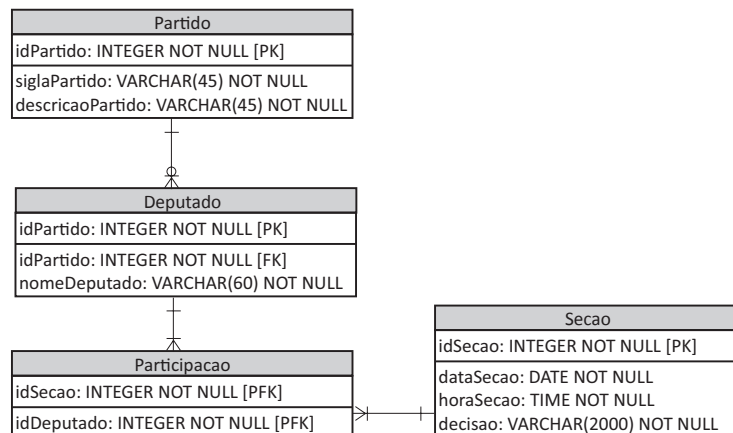 Partido
idPartido: INTEGER NOT NULL [PK]
siglaPartido: VARCHAR(45) NOT NULL
descricaoPartido: VARCHAR(45) NOT NULL
Deputado
idPartido: INTEGER NOT NULL [PK]
idPartido: INTEGER NOT NULL [FK]
nomeDeputado: VARCHAR(60) NOT NULL
Participacao
idSecao: INTEGER NOT NULL [PFK]
idDeputado: INTEGER NOT NULL [PFK]
Secao
idSecao: INTEGER NOT NULL [PK]
dataSecao: DATE NOT NULL
horaSecao: TIME NOT NULL
decisao: VARCHAR(2000) NOT NULL